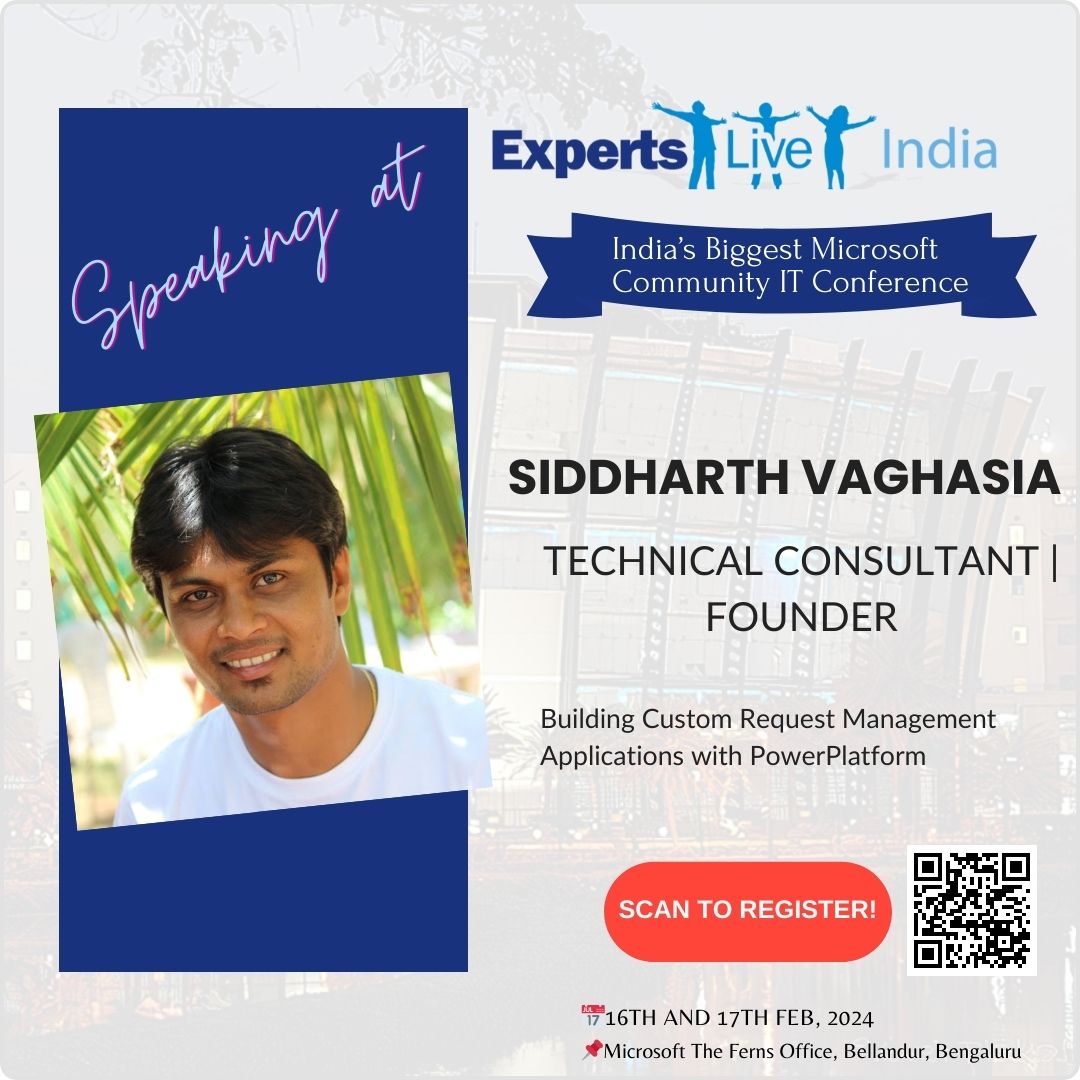 Speaking at
Experts Live India
India’s Biggest Microsoft
Community IT Conference
SIDDHARTH VAGHASIA
TECHNICAL CONSULTANT |
FOUNDER
Building Custom Request Management
Applications with PowerPlatform
SCAN TO REGISTER!
📅16TH AND 17TH FEB, 2024
📌Microsoft The Ferns Office, Bellandur, Bengaluru